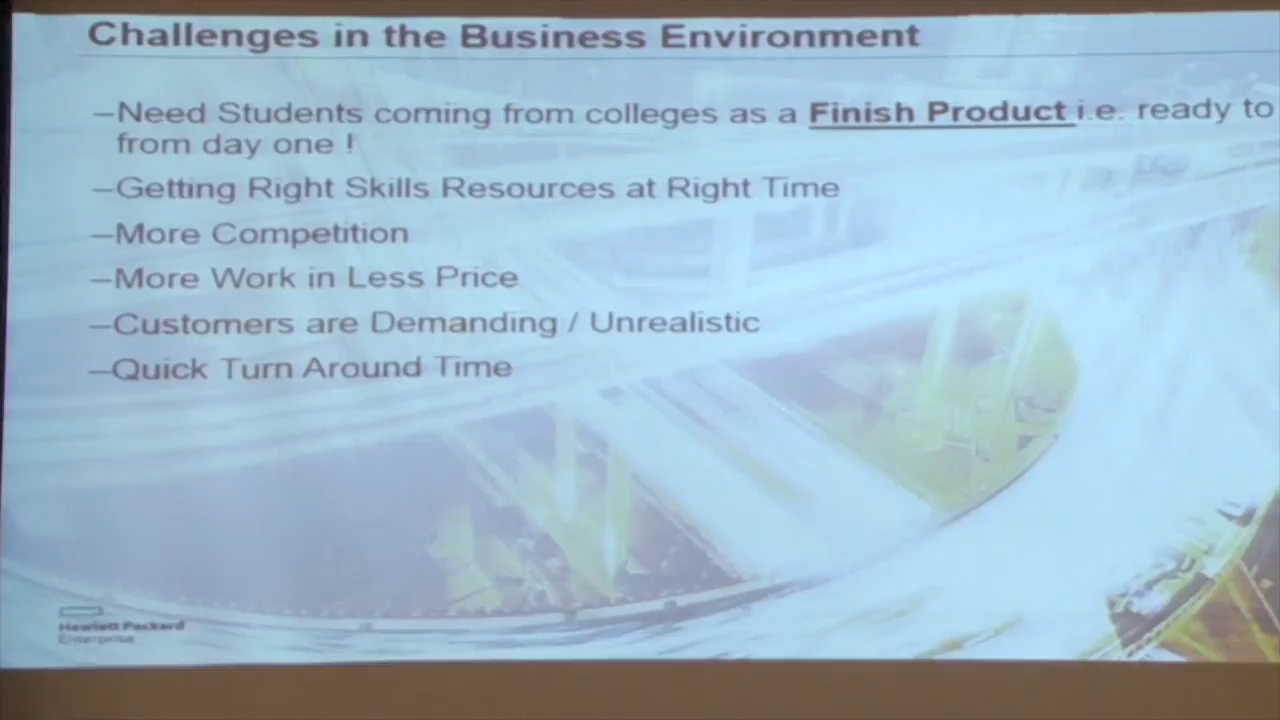 Challenges in the Business Environment
–Need Students coming from colleges as a Finish Product i.e. ready to
from day one !
–Getting Right Skills Resources at Right Time
–More Competition
–More Work in Less Price
–Customers are Demanding / Unrealistic
–Quick Turn Around Time
Hewlett Packard
Enterprise